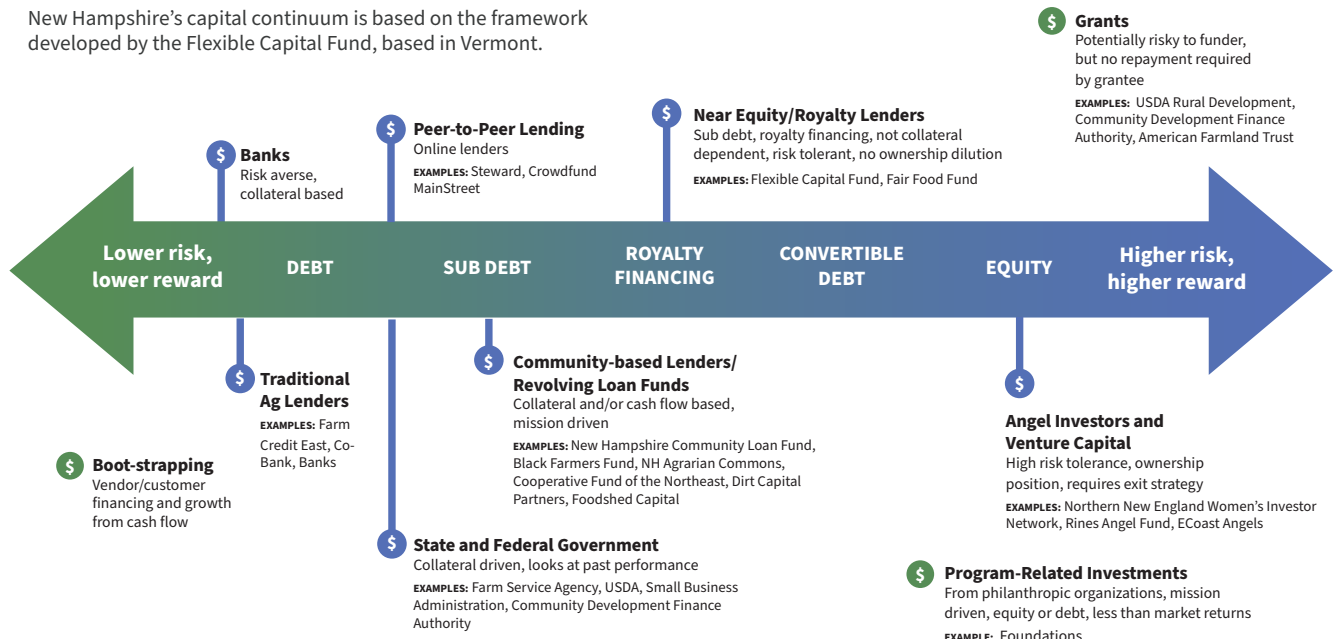 New Hampshire's capital continuum is based on the framework
developed by the Flexible Capital Fund, based in Vermont.
$
Grants
Potentially risky to funder,
but no repayment required
by grantee
EXAMPLES: USDA Rural Development,
Community Development Finance
Authority, American Farmland Trust
$
Banks
Risk averse,
collateral based
$
Peer-to-Peer Lending
Online lenders
EXAMPLES: Steward, Crowdfund
MainStreet
$
Near Equity/Royalty Lenders
Sub debt, royalty financing, not collateral
dependent, risk tolerant, no ownership dilution
EXAMPLES: Flexible Capital Fund, Fair Food Fund
Lower risk,
lower reward
DEBT
SUB DEBT
ROYALTY
FINANCING
CONVERTIBLE
DEBT
EQUITY
Higher risk,
higher reward
$
Traditional
Ag Lenders
EXAMPLES: Farm
Credit East, Co-
Bank, Banks
$
Boot-strapping
Vendor/customer
financing and growth
from cash flow
$
Community-based Lenders/
Revolving Loan Funds
Collateral and/or cash flow based,
mission driven
EXAMPLES: New Hampshire Community Loan Fund,
Black Farmers Fund, NH Agrarian Commons,
Cooperative Fund of the Northeast, Dirt Capital
Partners, Foodshed Capital
$
State and Federal Government
Collateral driven, looks at past performance
EXAMPLES: Farm Service Agency, USDA, Small Business
Administration, Community Development Finance
Authority
$
Angel Investors and
Venture Capital
High risk tolerance, ownership
position, requires exit strategy
EXAMPLES: Northern New England Women's Investor
Network, Rines Angel Fund, ECoast Angels
$
Program-Related Investments
From philanthropic organizations, mission
driven, equity or debt, less than market returns
EXAMPLE: Foundations